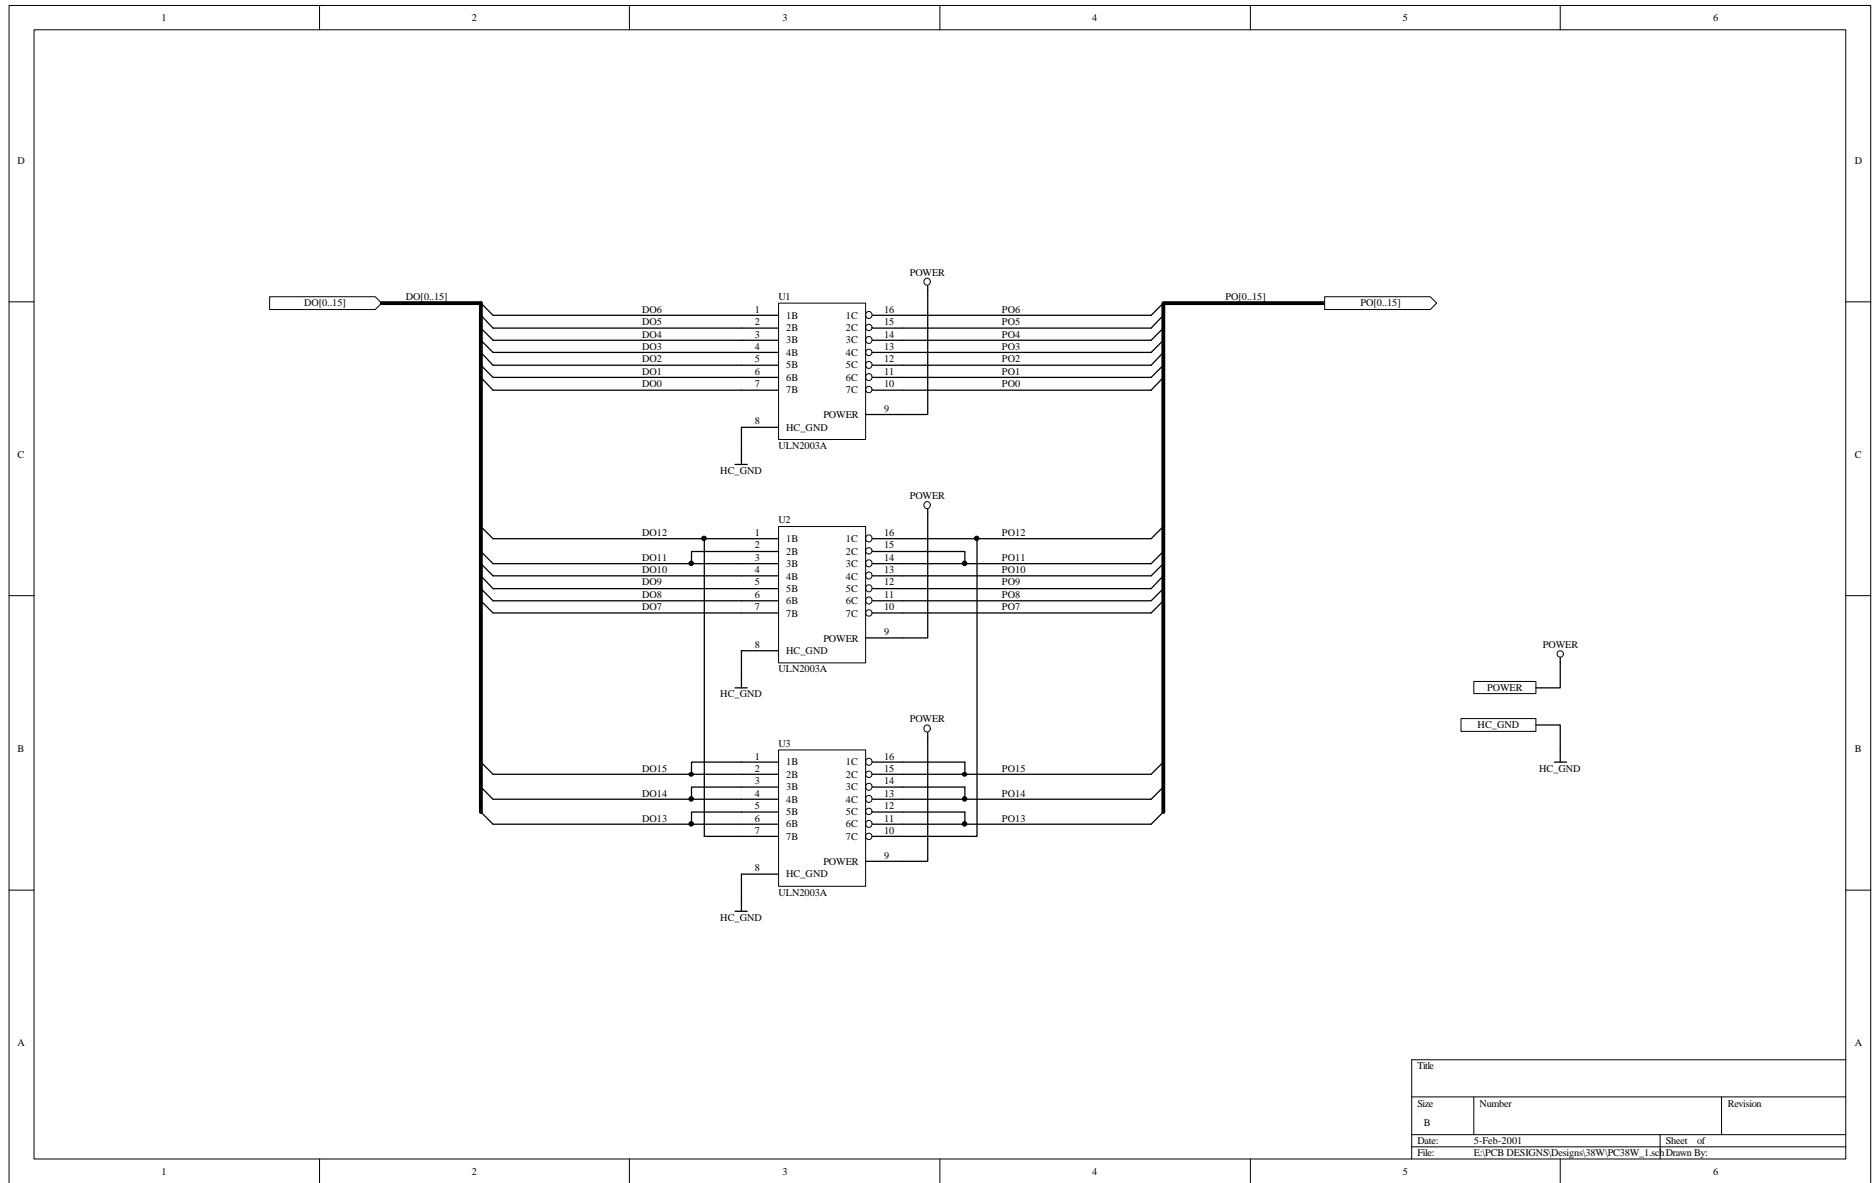 1 2 3 4 5 6
D D
POWER
DO[0..15] DO[0..15] U1 PO[0..15] PO[0..15]
DO6 1 1B 1C 16 PO6
DO5 2 2B 2C 15 PO5
DO4 3 3B 3C 14 PO4
DO3 4 4B 4C 13 PO3
DO2 5 5B 5C 12 PO2
DO1 6 6B 6C 11 PO1
DO0 7 7B 7C 10 PO0
POWER 9
8 HC_GND
ULN2003A
C C
HC_GND
POWER
U2
DO12 1 1B 1C 16 PO12
2 2B 2C 15
DO11 3 3B 3C 14 PO11
DO10 4 4B 4C 13 PO10
DO9 5 5B 5C 12 PO9
DO8 6 6B 6C 11 PO8
DO7 7 7B 7C 10 PO7
POWER 9
8 HC_GND
ULN2003A
HC_GND
POWER
POWER
HC_GND
HC_GND
POWER
B B
U3
1 1B 1C 16
DO15 2 2B 2C 15 PO15
3 3B 3C 14
DO14 4 4B 4C 13 PO14
5 5B 5C 12
DO13 6 6B 6C 11 PO13
7 7B 7C 10
POWER 9
8 HC_GND
ULN2003A
HC_GND
A A
Title
Size Number Revision
B
Date: 5-Feb-2001 Sheet of
File: E:\PCB DESIGNS\Designs\38W\PC38W_1.sch Drawn By:
1 2 3 4 5 6